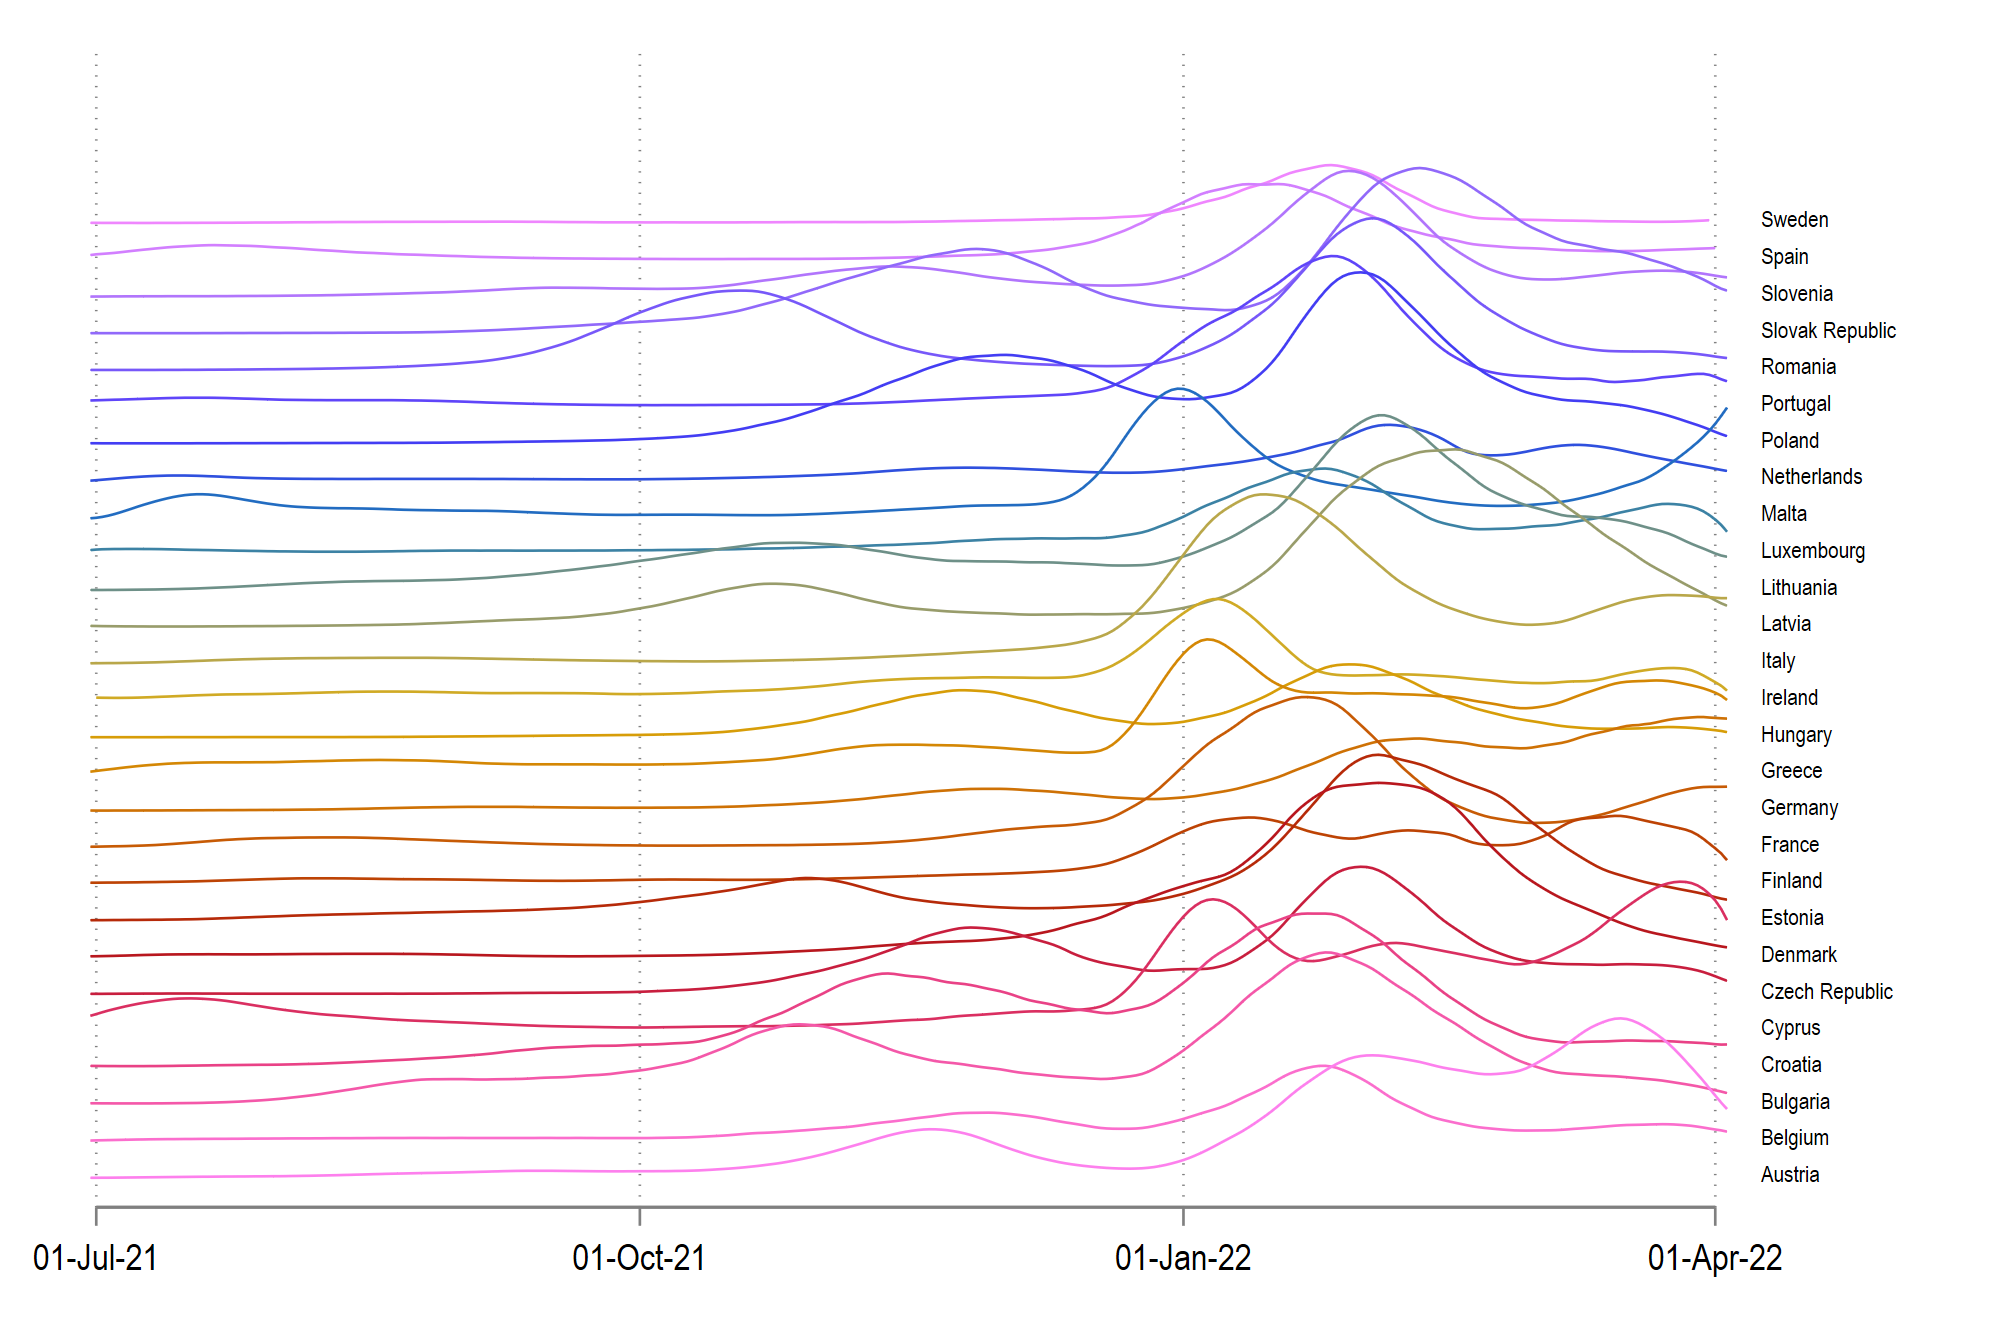 Sweden
Spain
Slovenia
Slovak Republic
Romania
Portugal
Poland
Netherlands
Malta
Luxembourg
Lithuania
Latvia
Italy
Ireland
Hungary
Greece
Germany
France
Finland
Estonia
Denmark
Czech Republic
Cyprus
Croatia
Bulgaria
Belgium
Austria
01-Jul-21 01-Oct-21 01-Jan-22 01-Apr-22